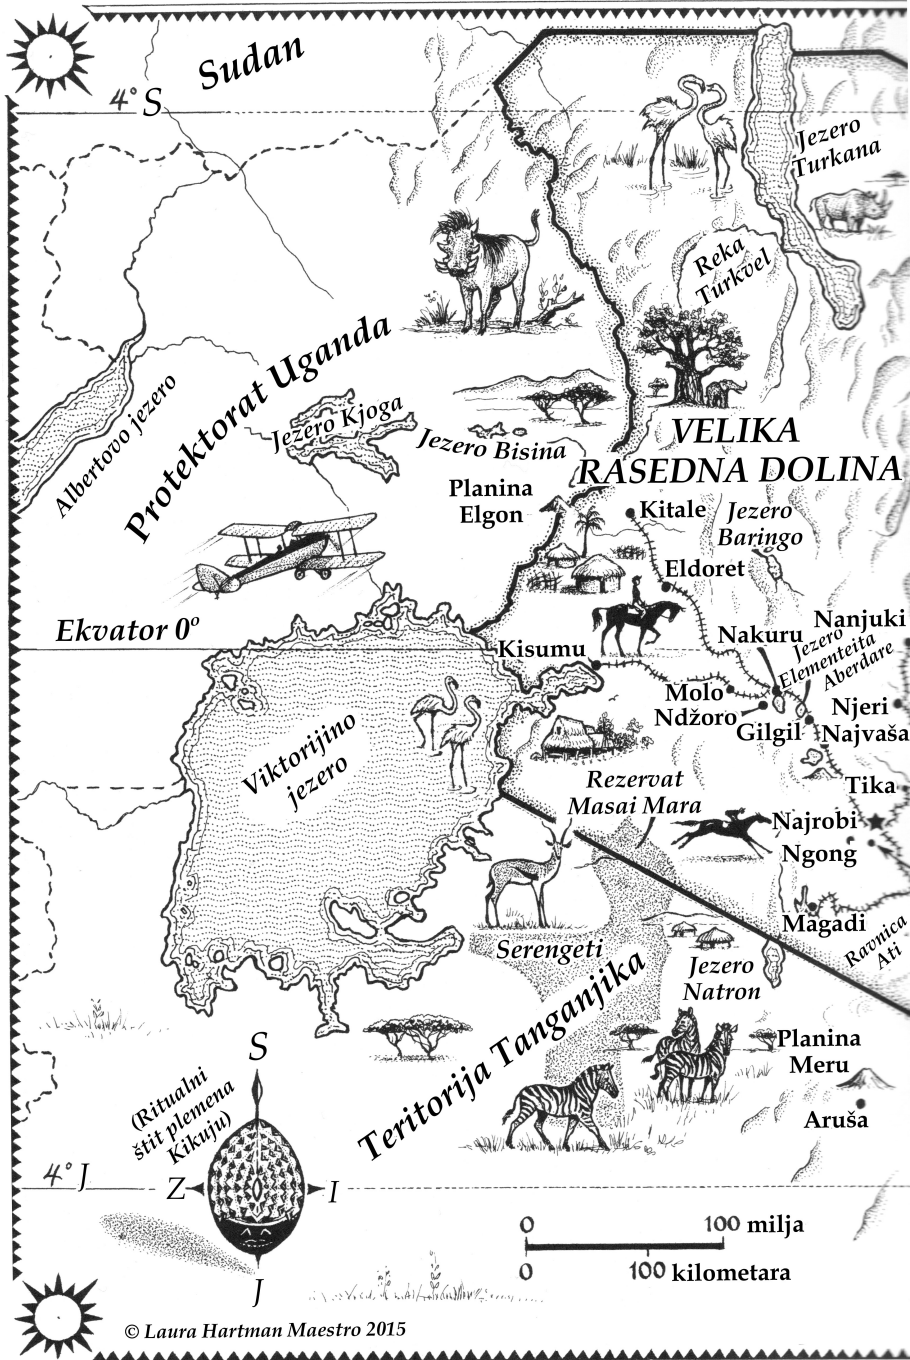 Sudan
4° S
Jezero
Turkana
Reka
Turkvel
Protektorat Uganda
Albertovo jezero
Jezero Kjoga
Jezero Bisina
VELIKA
RASEDNA DOLINA
Planina
Elgon
Kitale
Jezero
Baringo
Eldoret
Ekvator 0º
Kisumu
Nakuru
Nanjuki
Jezero
Elementeita
Aberdare
Molo
Ndžoro
Gilgil
Njeri
Najvaša
Viktorijino
jezero
Rezervat
Masai Mara
Tika
Najrobi
Ngong
Magadi
Ravnica
Ati
Serengeti
Jezero
Natron
Teritorija Tanganjika
Planina
Meru
Aruša
S
(Ritualni
štit plemena
Kikuju)
4° J
Z
I
J
0 100 milja
0 100 kilometara
© Laura Hartman Maestro 2015